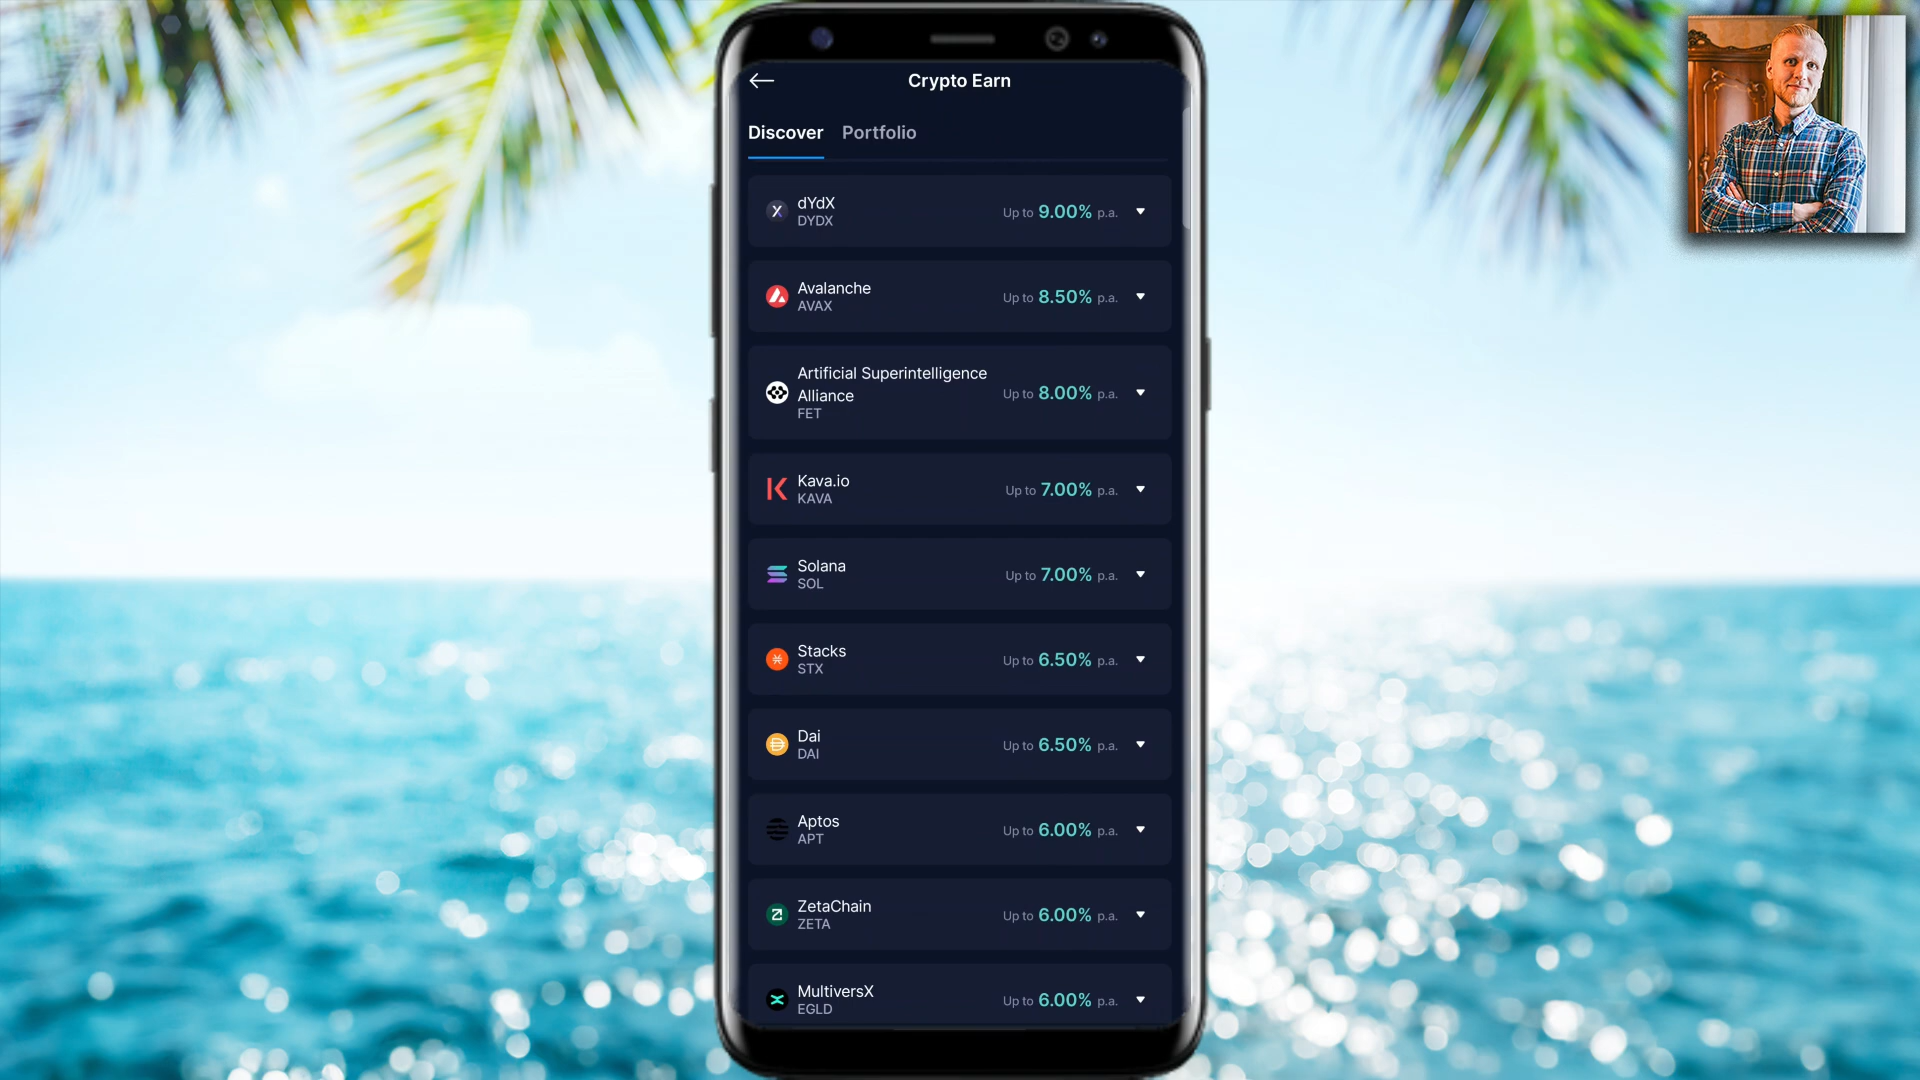 Crypto Earn
Discover Portfolio
dYdX
DYDX
Up to 9.00% p.a.
Avalanche
AVAX
Up to 8.50% p.a.
Artificial Superintelligence
Alliance
FET
Up to 8.00% p.a.
Kava.io
KAVA
Up to 7.00% p.a.
Solana
SOL
Up to 7.00% p.a.
Stacks
STX
Up to 6.50% p.a.
Dai
DAI
Up to 6.50% p.a.
Aptos
APT
Up to 6.00% p.a.
ZetaChain
ZETA
Up to 6.00% p.a.
MultiversX
EGLD
Up to 6.00% p.a.